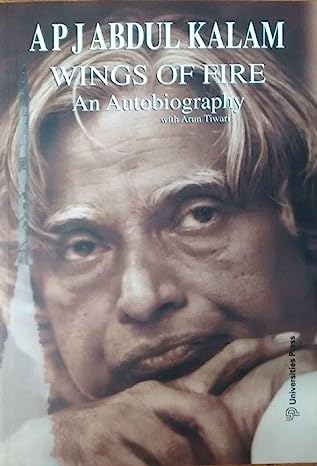 A P J ABDUL KALAM
WINGS OF FIRE
An Autobiography
with Arun Tiwari
Universities Press